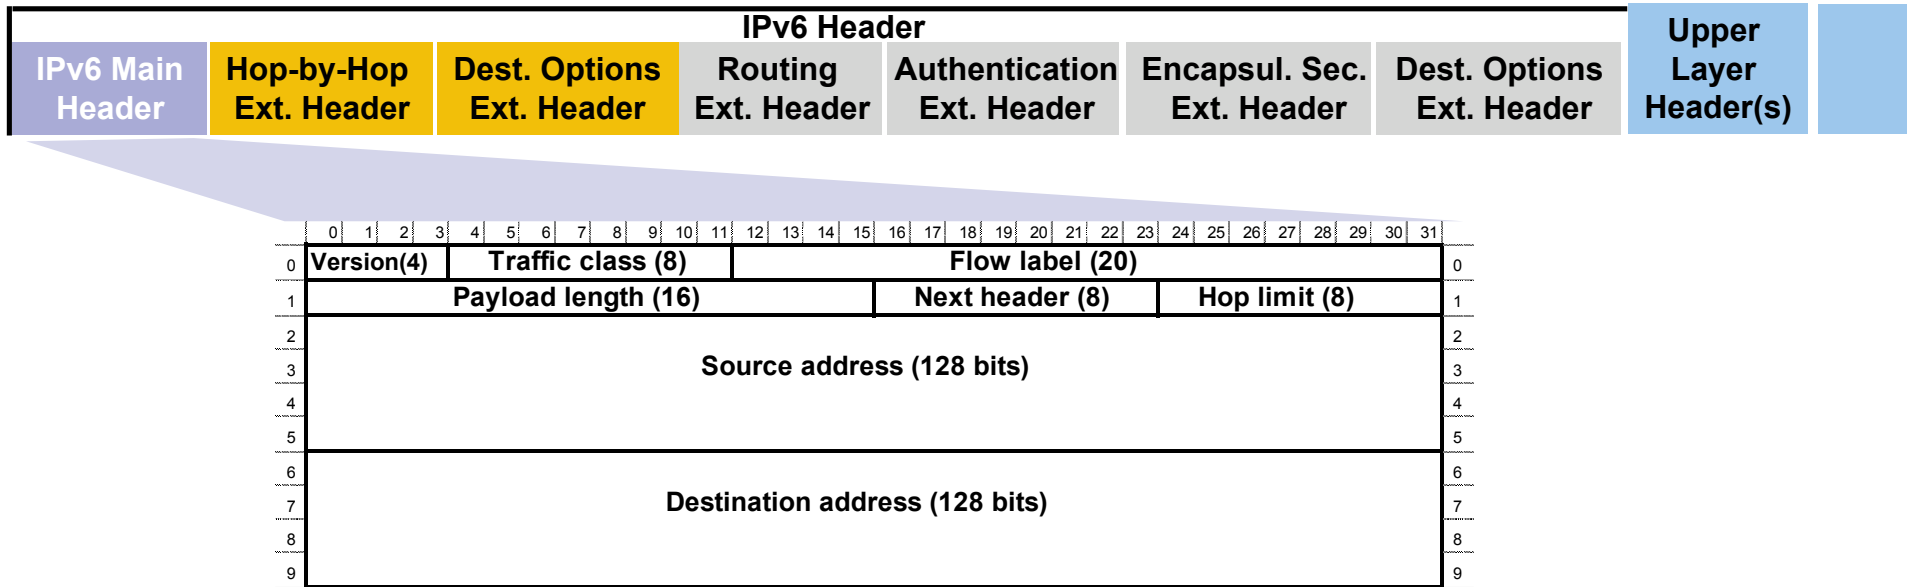 IPv6 Header
IPv6 Main Header
Hop-by-Hop Ext. Header
Dest. Options Ext. Header
Routing Ext. Header
Authentication Ext. Header
Encapsul. Sec. Ext. Header
Dest. Options Ext. Header
Upper Layer Header(s)
0 1 2 3 4 5 6 7 8 9 10 11 12 13 14 15 16 17 18 19 20 21 22 23 24 25 26 27 28 29 30 31
0 Version(4) Traffic class (8) Flow label (20) 0
1 Payload length (16) Next header (8) Hop limit (8) 1
2 2
3 Source address (128 bits) 3
4 4
5 5
6 6
7 Destination address (128 bits) 7
8 8
9 9